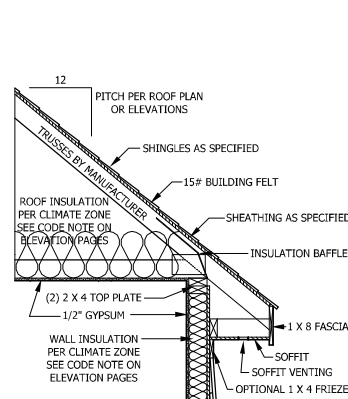 12
PITCH PER ROOF PLAN
OR ELEVATIONS
TRUSSES BY MANUFACTURER
SHINGLES AS SPECIFIED
15# BUILDING FELT
ROOF INSULATION
PER CLIMATE ZONE
SEE CODE NOTE ON
ELEVATION PAGES
SHEATHING AS SPECIFIED
INSULATION BAFFLE
(2) 2 X 4 TOP PLATE
1/2" GYPSUM
1 X 8 FASCIA
WALL INSULATION
PER CLIMATE ZONE
SEE CODE NOTE ON
ELEVATION PAGES
SOFFIT
SOFFIT VENTING
OPTIONAL 1 X 4 FRIEZE